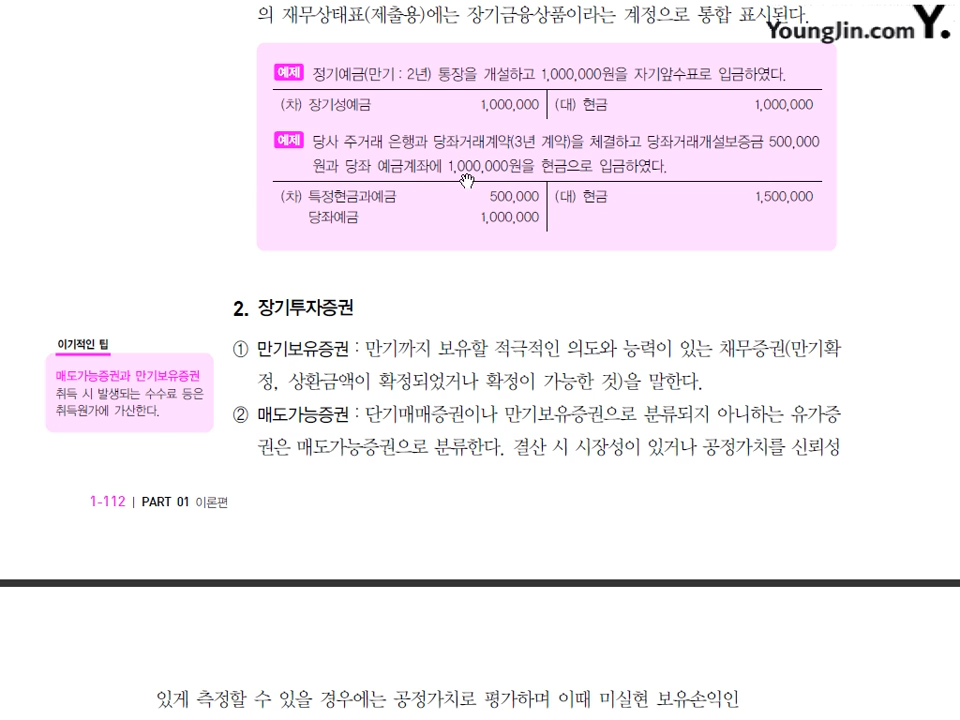 의 재무상태표(제출용)에는 장기금융상품이라는 계정으로 통합 표시된다.
YoungJin.com Y.
예제 정기예금(만기 : 2년) 통장을 개설하고 1,000,000원을 자기앞수표로 입금하였다.
(차) 장기성예금 1,000,000 (대) 현금 1,000,000
예제 당사 주거래 은행과 당좌거래계약(3년 계약)을 체결하고 당좌거래개설보증금 500,000
원과 당좌 예금계좌에 1,000,000원을 현금으로 입금하였다.
(차) 특정현금과예금 500,000 (대) 현금 1,500,000
당좌예금 1,000,000
2. 장기투자증권
이기적인 팁
매도가능증권과 만기보유증권
취득 시 발생되는 수수료 등은
취득원가에 가산한다.
① 만기보유증권 : 만기까지 보유할 적극적인 의도와 능력이 있는 채무증권(만기확
정, 상환금액이 확정되었거나 확정이 가능한 것)을 말한다.
② 매도가능증권 : 단기매매증권이나 만기보유증권으로 분류되지 아니하는 유가증
권은 매도가능증권으로 분류한다. 결산 시 시장성이 있거나 공정가치를 신뢰성
1-112 | PART 01 이론편
있게 측정할 수 있을 경우에는 공정가치로 평가하며 이때 미실현 보유손익인